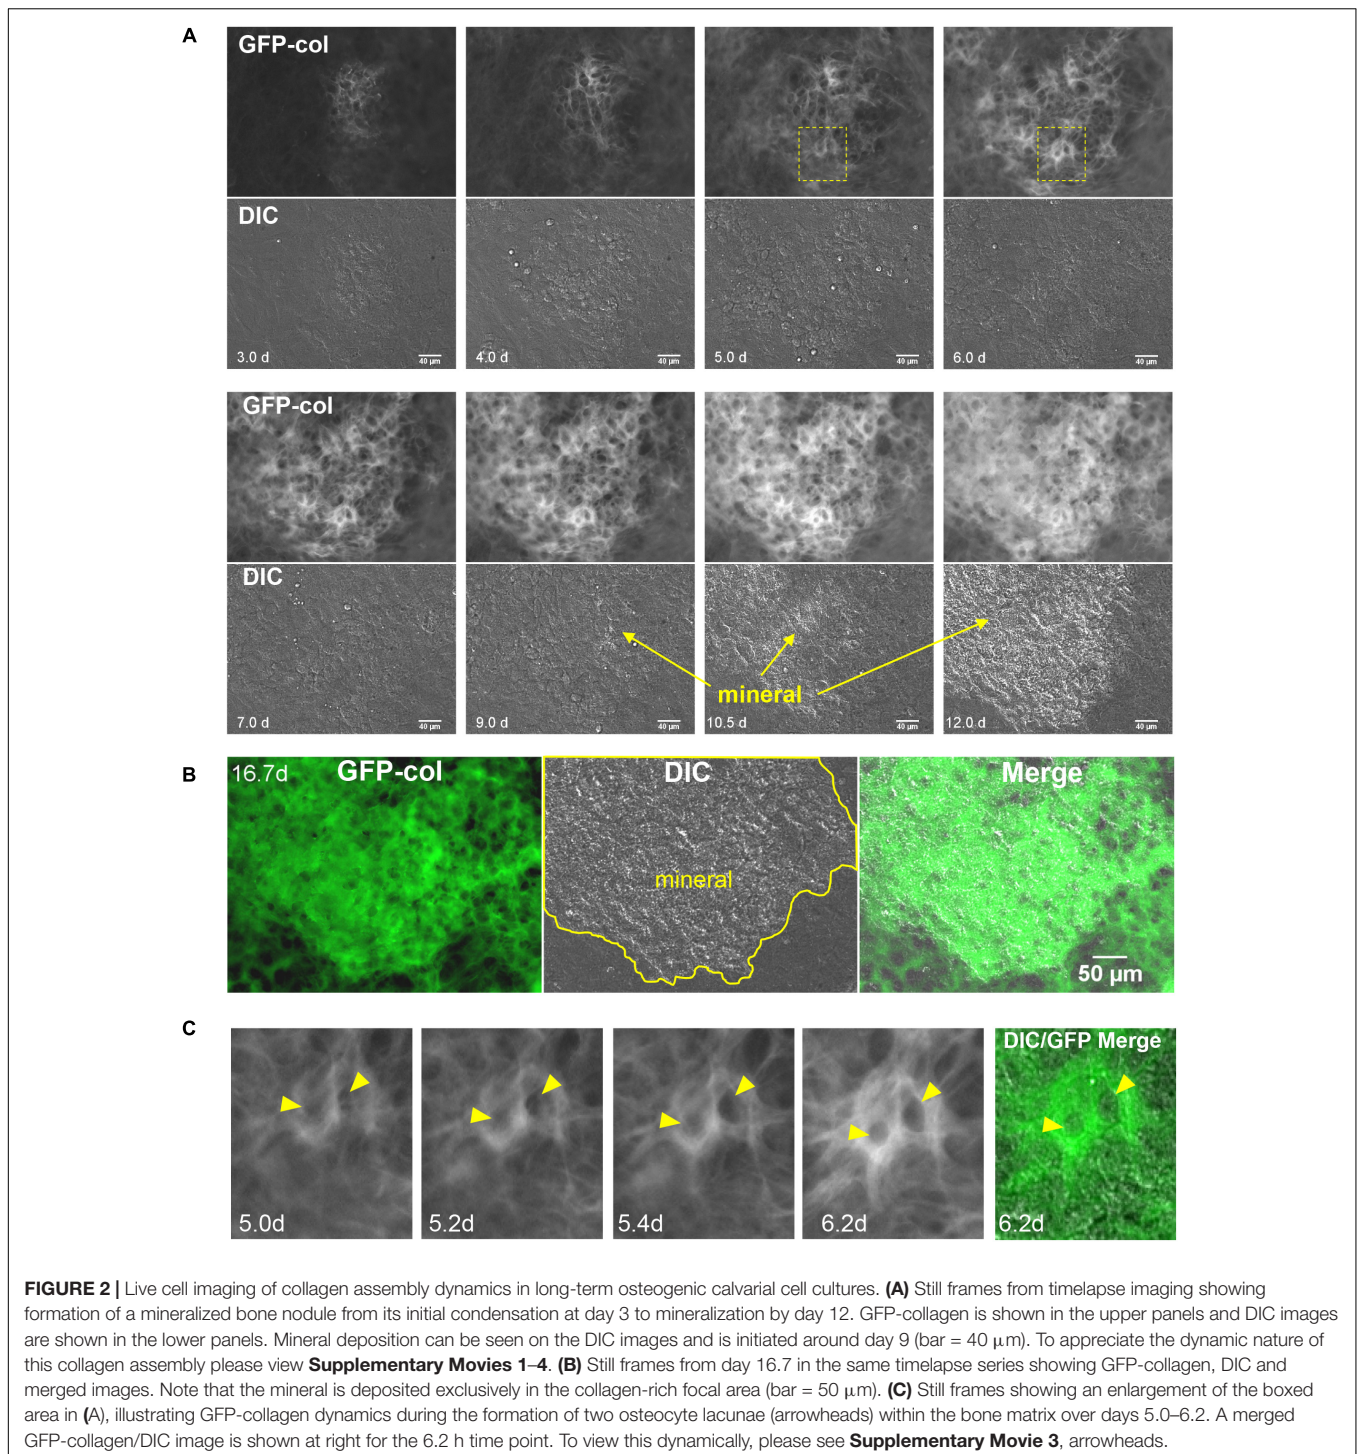 A
GFP-col
DIC
3.0 d
40 µm
4.0 d
40 µm
5.0 d
40 µm
6.0 d
40 µm
GFP-col
DIC
mineral
7.0 d
40 µm
9.0 d
40 µm
10.5 d
40 µm
12.0 d
40 µm
B
16.7d
GFP-col
DIC
Merge
mineral
50 µm
C
DIC/GFP Merge
5.0d
5.2d
5.4d
6.2d
6.2d
FIGURE 2 | Live cell imaging of collagen assembly dynamics in long-term osteogenic calvarial cell cultures. (A) Still frames from timelapse imaging showing
formation of a mineralized bone nodule from its initial condensation at day 3 to mineralization by day 12. GFP-collagen is shown in the upper panels and DIC images
are shown in the lower panels. Mineral deposition can be seen on the DIC images and is initiated around day 9 (bar = 40 µm). To appreciate the dynamic nature of
this collagen assembly please view Supplementary Movies 1–4. (B) Still frames from day 16.7 in the same timelapse series showing GFP-collagen, DIC and
merged images. Note that the mineral is deposited exclusively in the collagen-rich focal area (bar = 50 µm). (C) Still frames showing an enlargement of the boxed
area in (A), illustrating GFP-collagen dynamics during the formation of two osteocyte lacunae (arrowheads) within the bone matrix over days 5.0–6.2. A merged
GFP-collagen/DIC image is shown at right for the 6.2 h time point. To view this dynamically, please see Supplementary Movie 3, arrowheads.